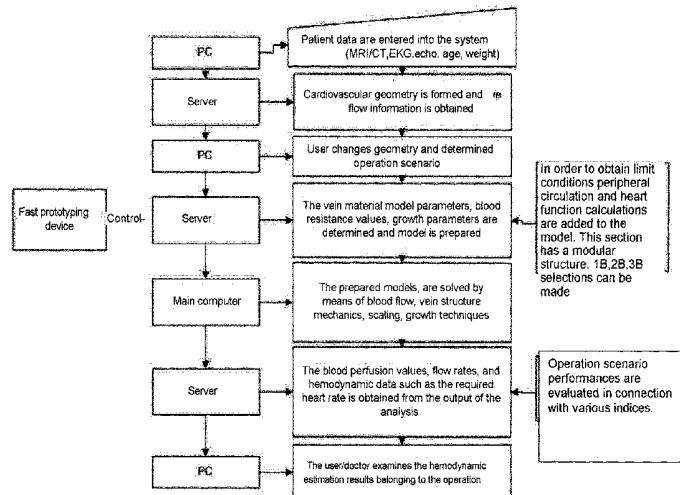 PC
Patient data are entered into the system
(MRI/CT,EKG.echo. age, weight)
Server
Cardiovascular geometry is formed and
flow information is obtained
PC
User changes geometry and determined
operation scenario
Fast prototyping
device
Control-
Server
The vein material model parameters, blood
resistance values, growth parameters are
determined and model is prepared
In order to obtain limit
conditions peripheral
circulation and heart
function calculations
are added to the
model. This section
has a modular
structure. 1B,2B,3B
selections can be
made
Main computer
The prepared models, are solved by
means of blood flow, vein structure
mechanics, scaling, growth techniques
Server
The blood perfusion values, flow rates, and
hemodynamic data such as the required
heart rate is obtained from the output of the
analysis.
Operation scenario
performances are
evaluated in connection
with various indices.
PC
The user/doctor examines the hemodynamic
estimation results belonging to the operation